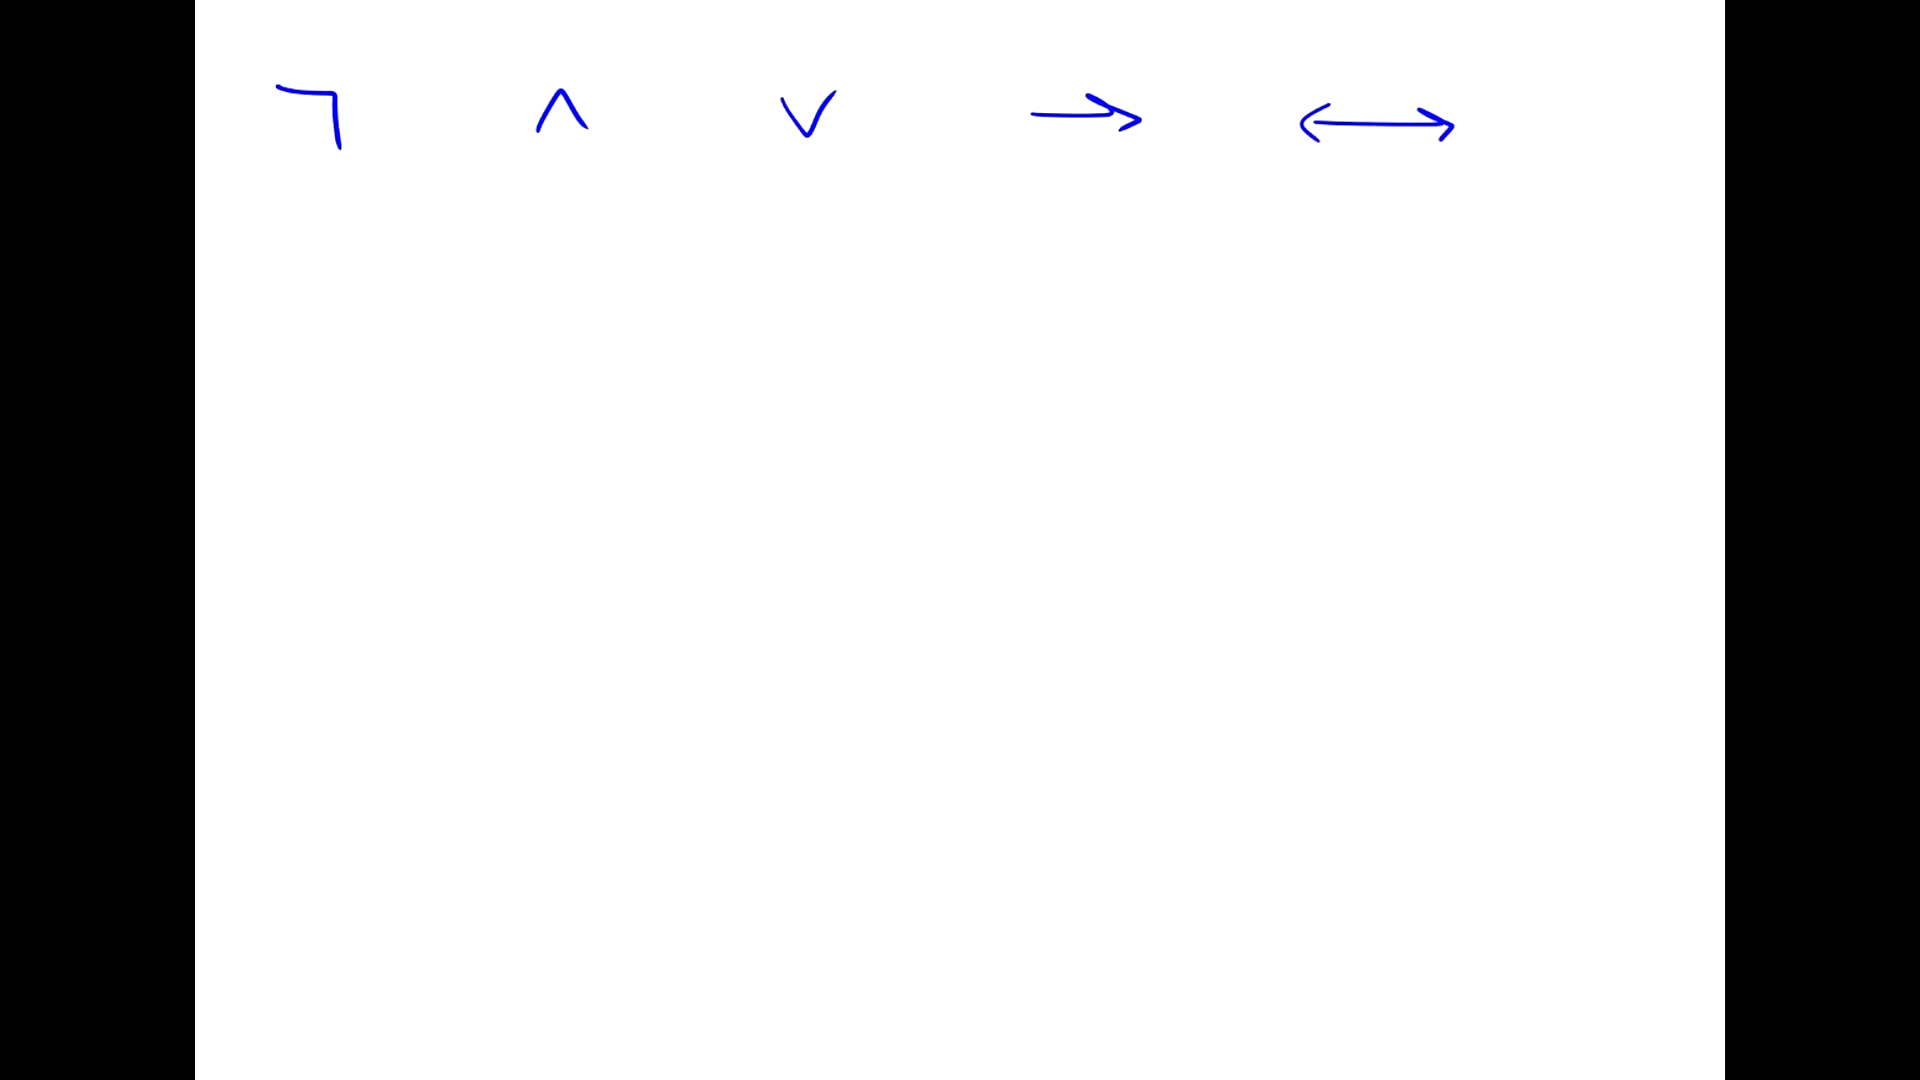 ¬ ∧ ∨ → ↔